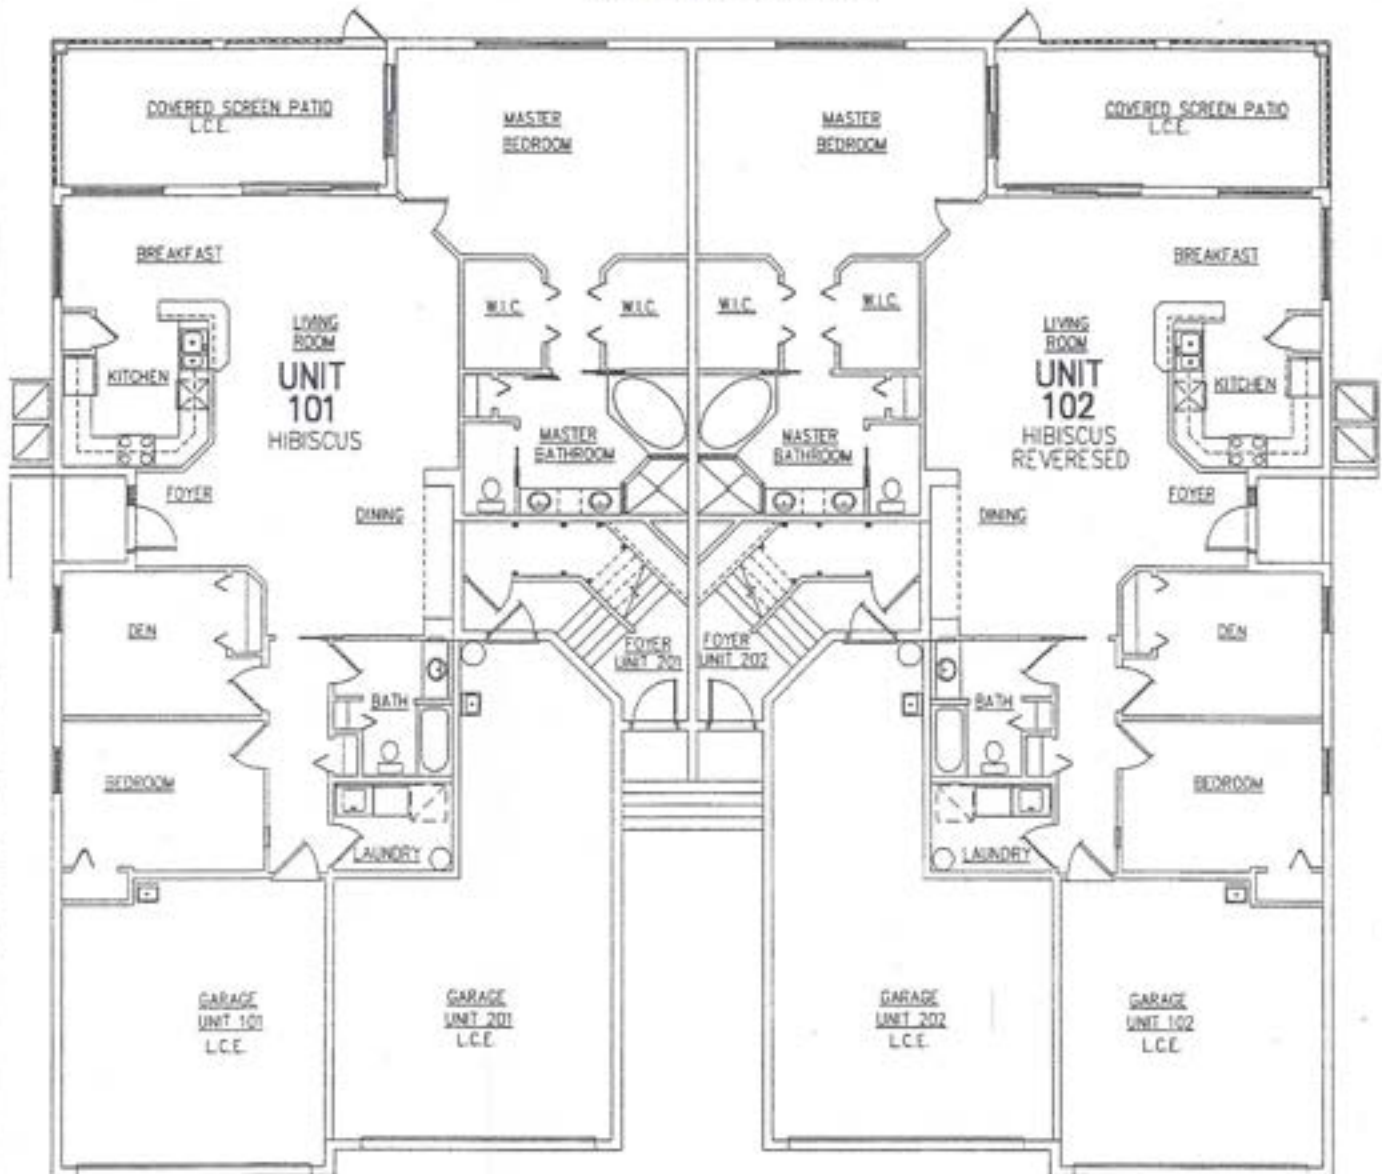 COVERED SCREEN PATIO
L.C.E.
MASTER
BEDROOM
MASTER
BEDROOM
COVERED SCREEN PATIO
L.C.E.
BREAKFAST
W.I.C.
W.I.C.
W.I.C.
W.I.C.
BREAKFAST
LIVING
ROOM
UNIT
101
HIBISCUS
KITCHEN
LIVING
ROOM
UNIT
102
HIBISCUS
REVERESED
KITCHEN
MASTER
BATHROOM
MASTER
BATHROOM
FOYER
DINING
DINING
FOYER
DEN
FOYER
UNIT 201
FOYER
UNIT 202
DEN
BATH
BATH
BEDROOM
BEDROOM
LAUNDRY
LAUNDRY
GARAGE
UNIT 101
L.C.E.
GARAGE
UNIT 201
L.C.E.
GARAGE
UNIT 202
L.C.E.
GARAGE
UNIT 102
L.C.E.